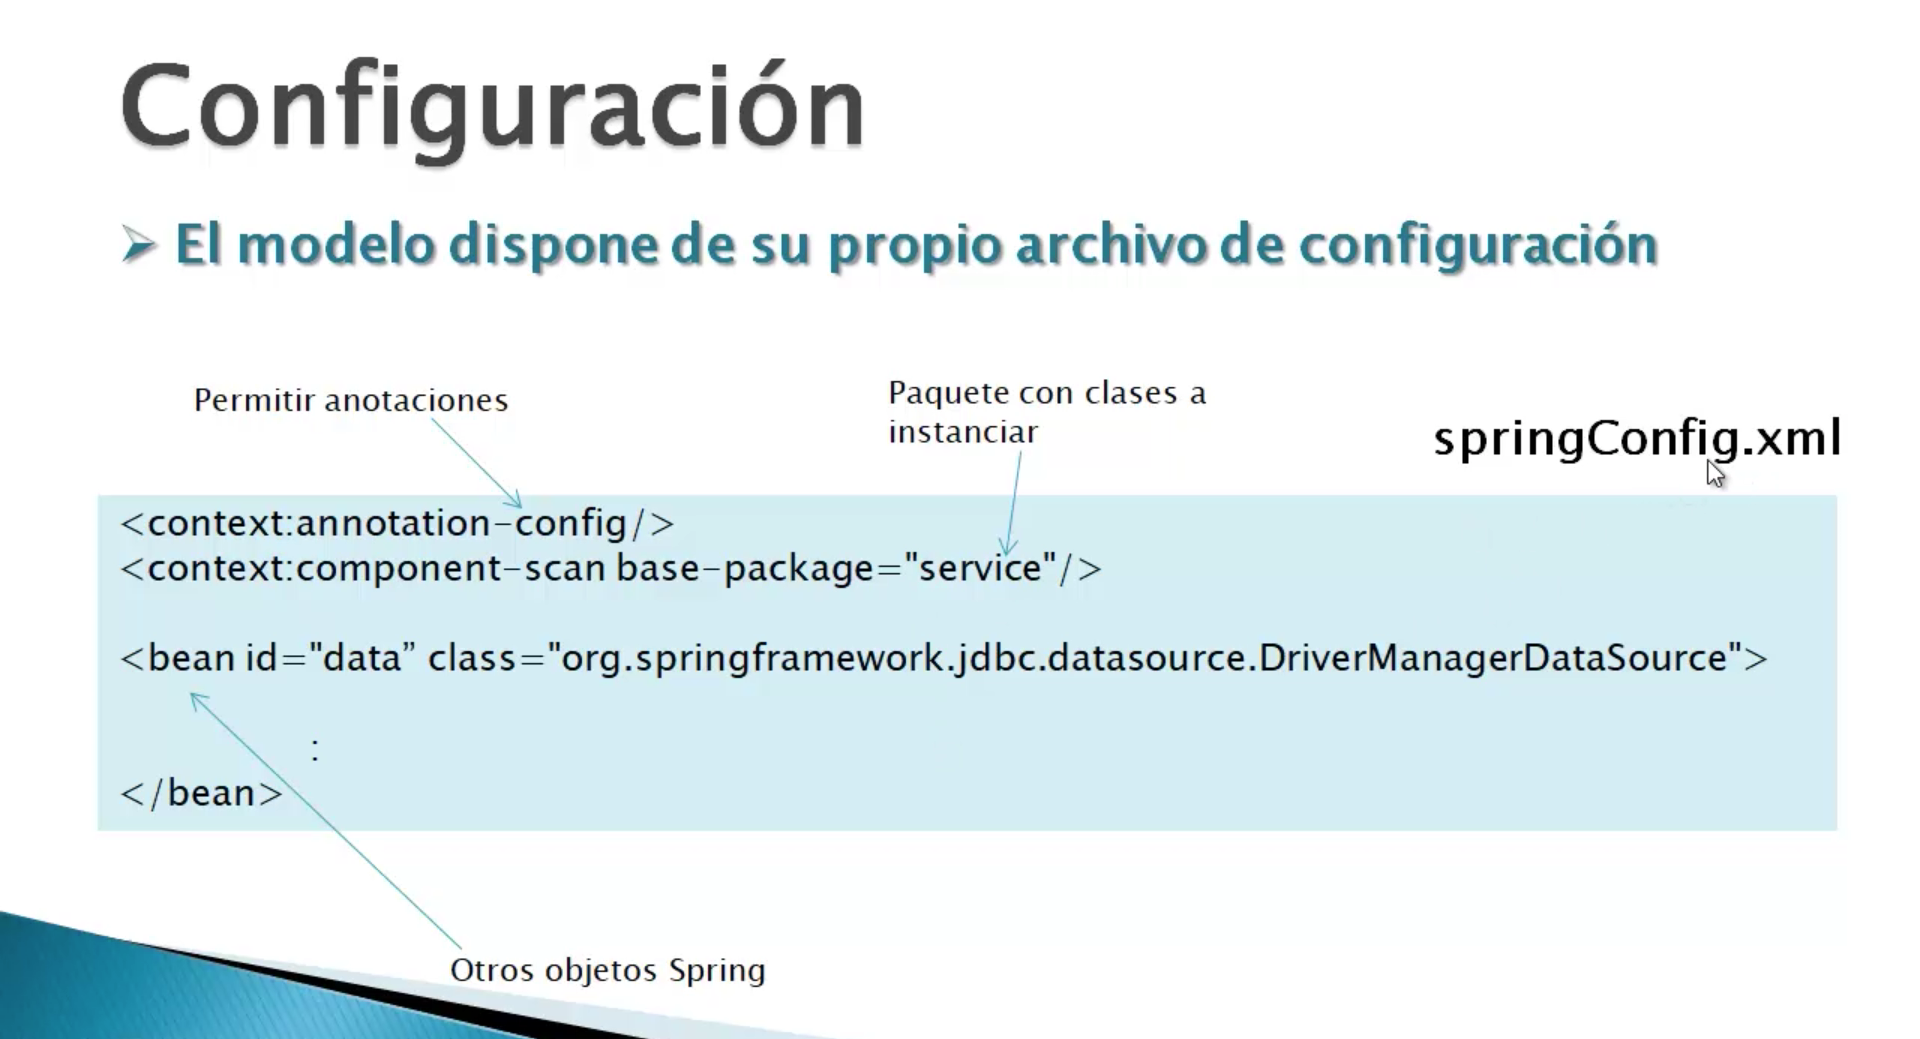 Configuración
El modelo dispone de su propio archivo de configuración
Permitir anotaciones
Paquete con clases a
instanciar
springConfig.xml
<context:annotation-config/>
<context:component-scan base-package="service"/>
<bean id="data” class="org.springframework.jdbc.datasource.DriverManagerDataSource">
:
</bean>
Otros objetos Spring